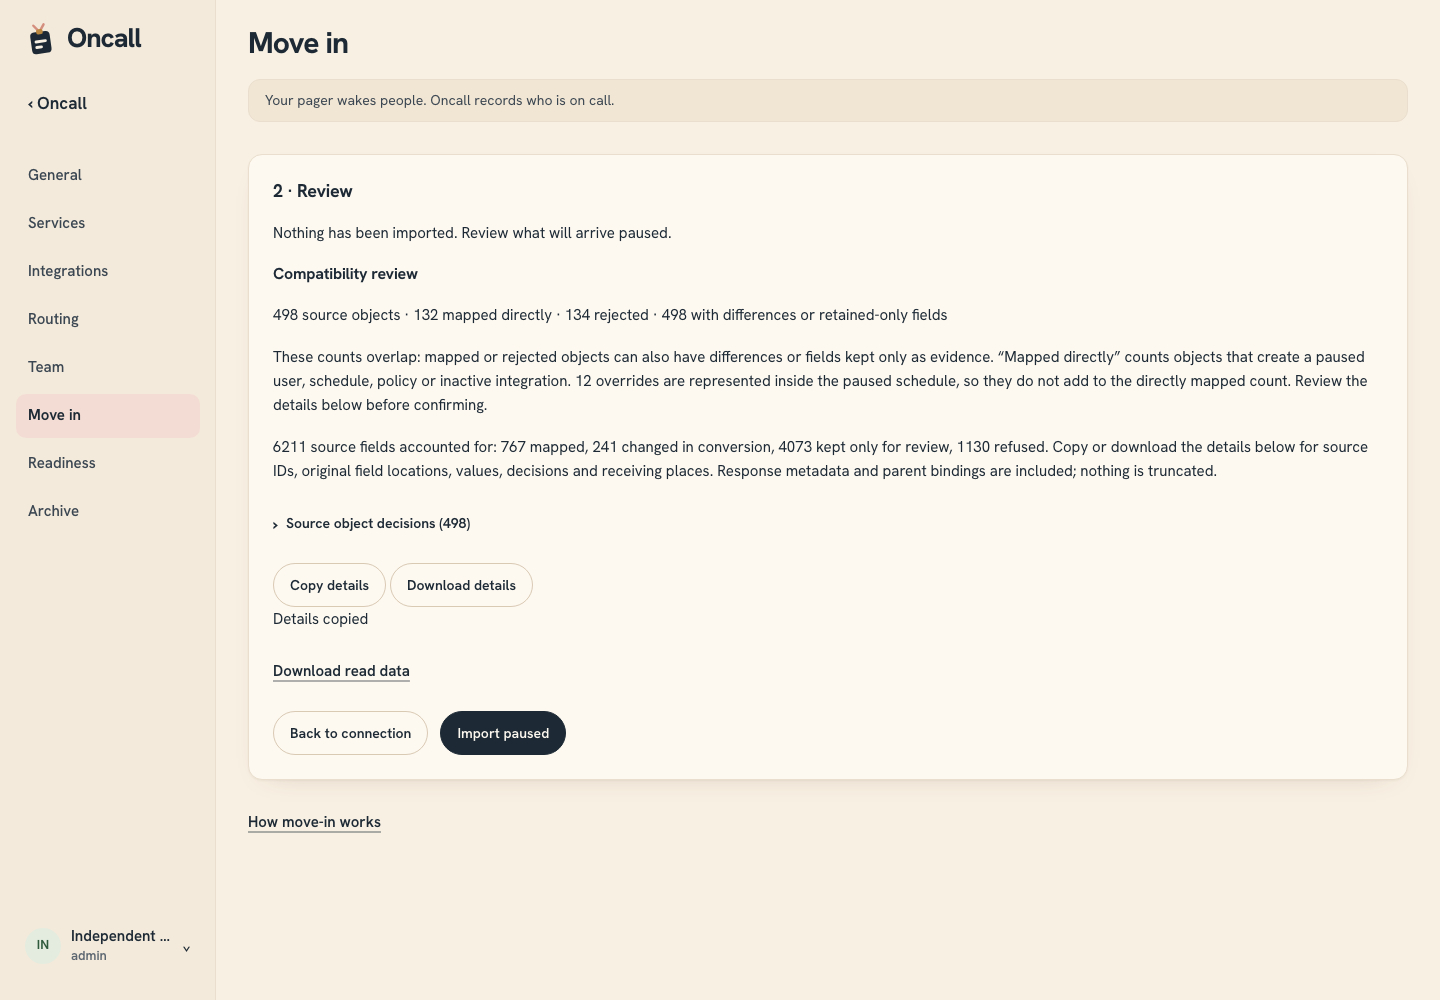 Oncall
‹ Oncall
General
Services
Integrations
Routing
Team
Move in
Readiness
Archive
IN
Independent ...
admin
Move in
Your pager wakes people. Oncall records who is on call.
2 · Review
Nothing has been imported. Review what will arrive paused.
Compatibility review
498 source objects · 132 mapped directly · 134 rejected · 498 with differences or retained-only fields
These counts overlap: mapped or rejected objects can also have differences or fields kept only as evidence. “Mapped directly” counts objects that create a paused
user, schedule, policy or inactive integration. 12 overrides are represented inside the paused schedule, so they do not add to the directly mapped count. Review the
details below before confirming.
6211 source fields accounted for: 767 mapped, 241 changed in conversion, 4073 kept only for review, 1130 refused. Copy or download the details below for source
IDs, original field locations, values, decisions and receiving places. Response metadata and parent bindings are included; nothing is truncated.
› Source object decisions (498)
Copy details
Download details
Details copied
Download read data
Back to connection
Import paused
How move-in works